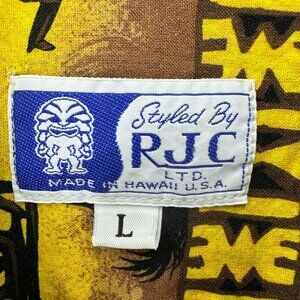 Styled By
RJC
LTD.
MADE IN HAWAII U.S.A.
L